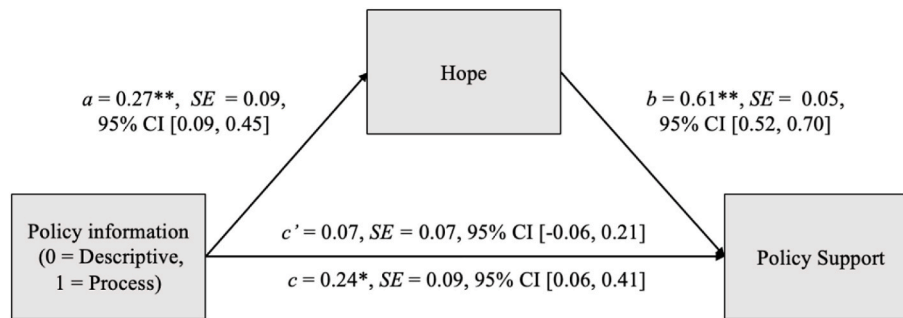 Hope
a = 0.27**, SE = 0.09,
95% CI [0.09, 0.45]
b = 0.61**, SE = 0.05,
95% CI [0.52, 0.70]
Policy information
(0 = Descriptive,
1 = Process)
c’ = 0.07, SE = 0.07, 95% CI [-0.06, 0.21]
c = 0.24*, SE = 0.09, 95% CI [0.06, 0.41]
Policy Support